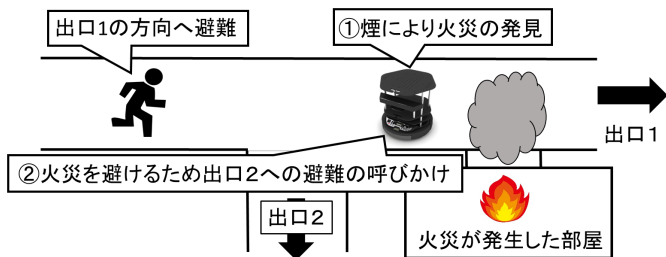 出口1の方向へ避難
①煙により火災の発見
出口1
②火災を避けるため出口2への避難の呼びかけ
出口2
火災が発生した部屋